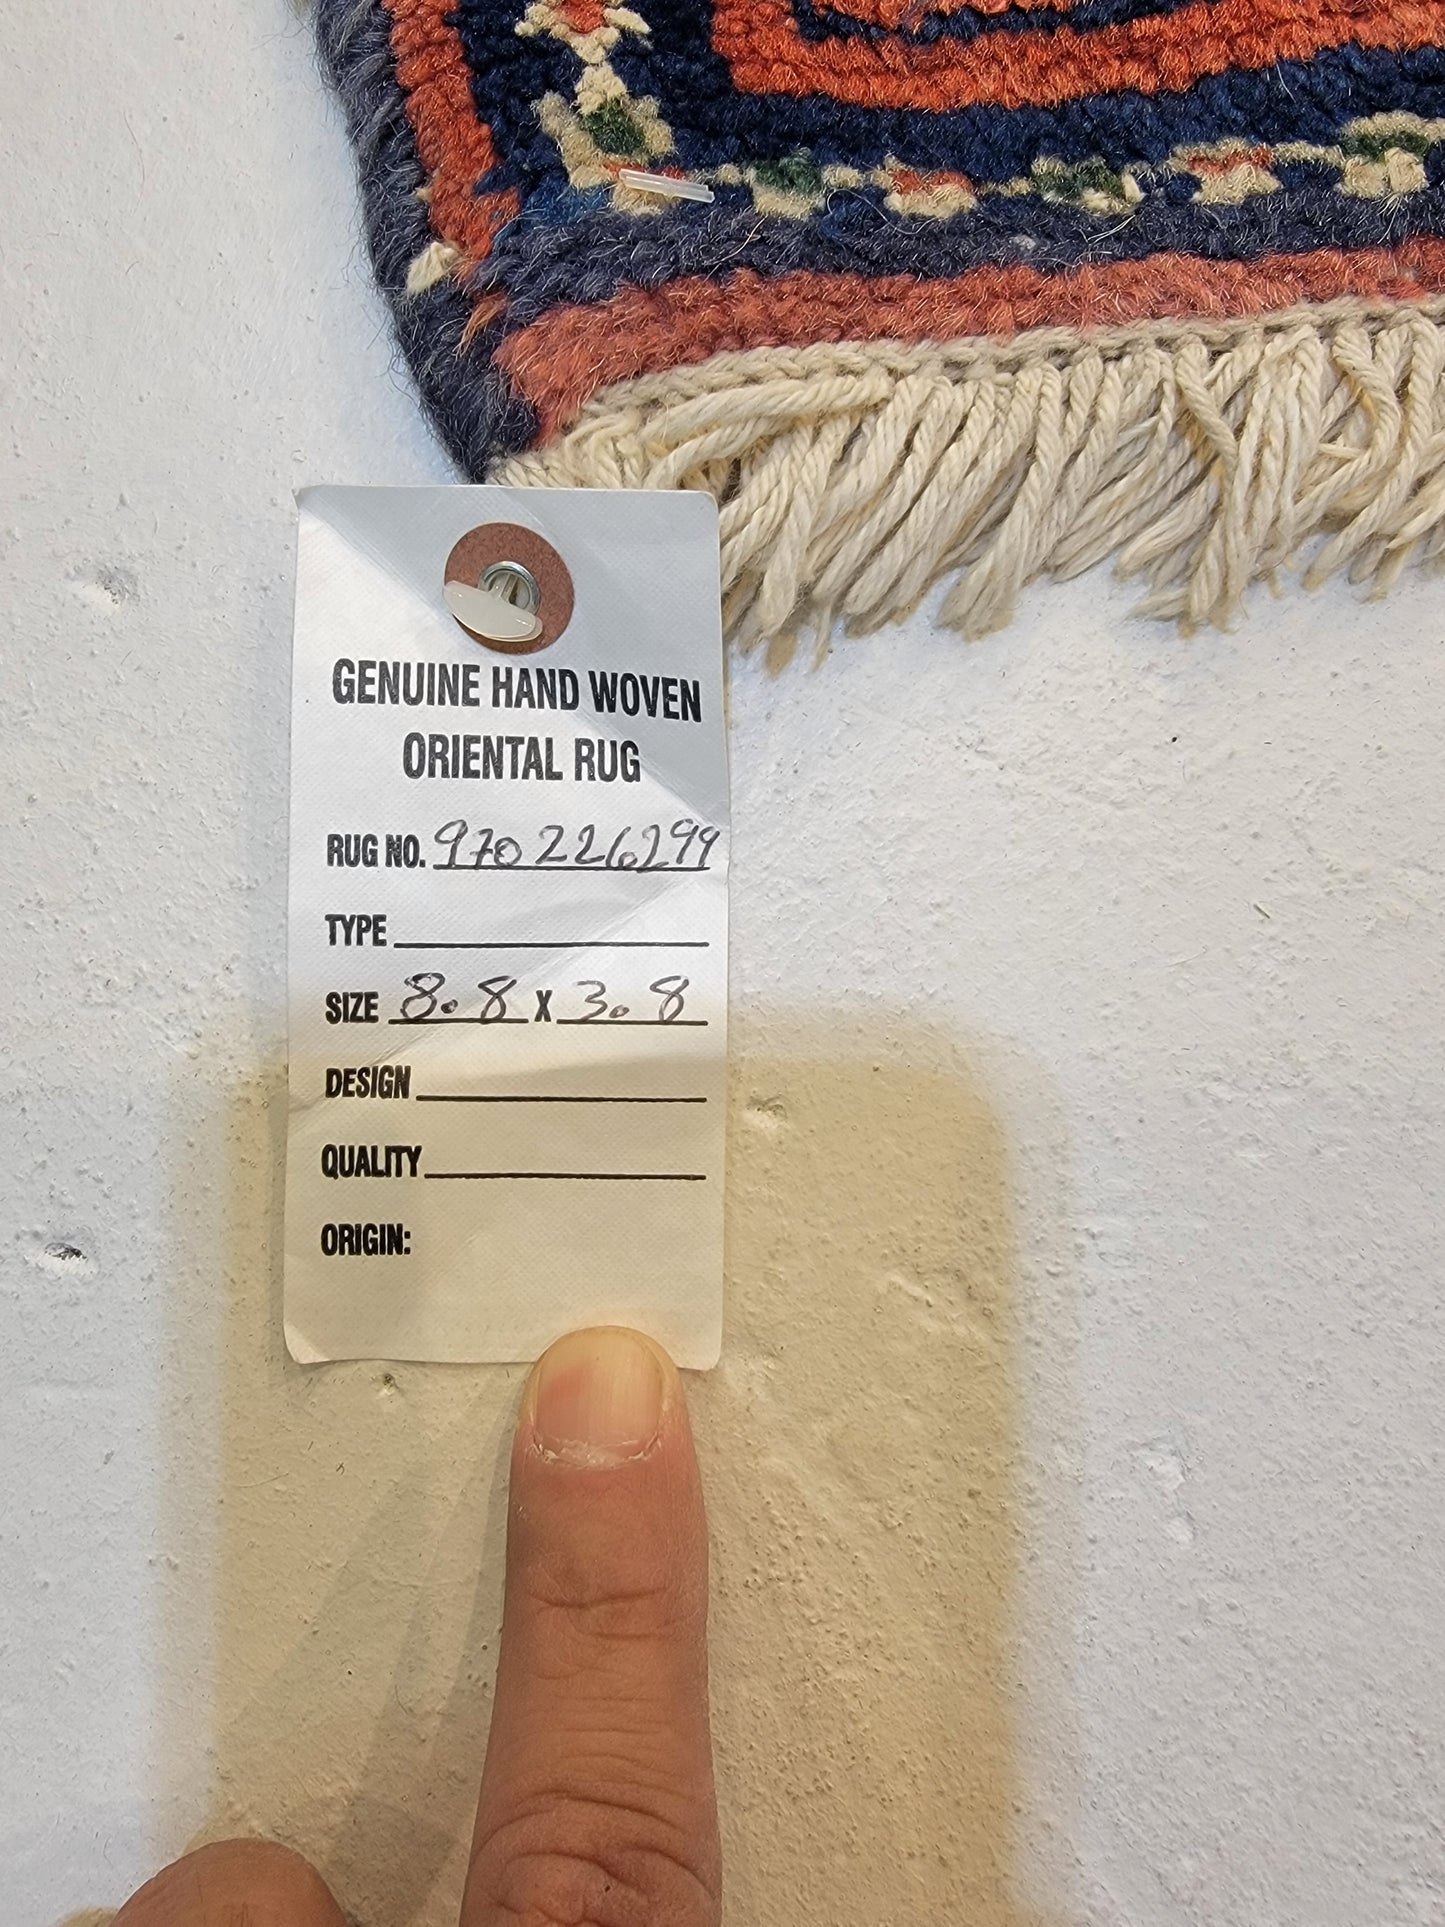 GENUINE HAND WOVEN
ORIENTAL RUG
RUG NO. 970226299
TYPE
SIZE 8.8 X 3.8
DESIGN
QUALITY
ORIGIN: